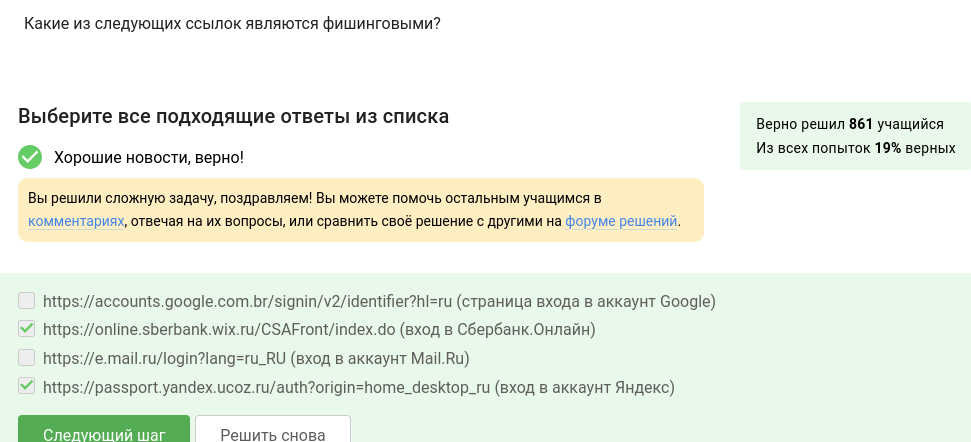 Какие из следующих ссылок являются фишинговыми?
Выберите все подходящие ответы из списка
Верно решил 861 учащийся
Из всех попыток 19% верных
Хорошие новости, верно!
Вы решили сложную задачу, поздравляем! Вы можете помочь остальным учащимся в
комментариях, отвечая на их вопросы, или сравнить своё решение с другими на форуме решений.
https://accounts.google.com.br/signin/v2/identifier?hl=ru (страница входа в аккаунт Google)
https://online.sberbank.wix.ru/CSAFront/index.do (вход в Сбербанк.Онлайн)
https://e.mail.ru/login?lang=ru_RU (вход в аккаунт Mail.Ru)
https://passport.yandex.ucoz.ru/auth?origin=home_desktop_ru (вход в аккаунт Яндекс)
Следующий шаг
Решить снова